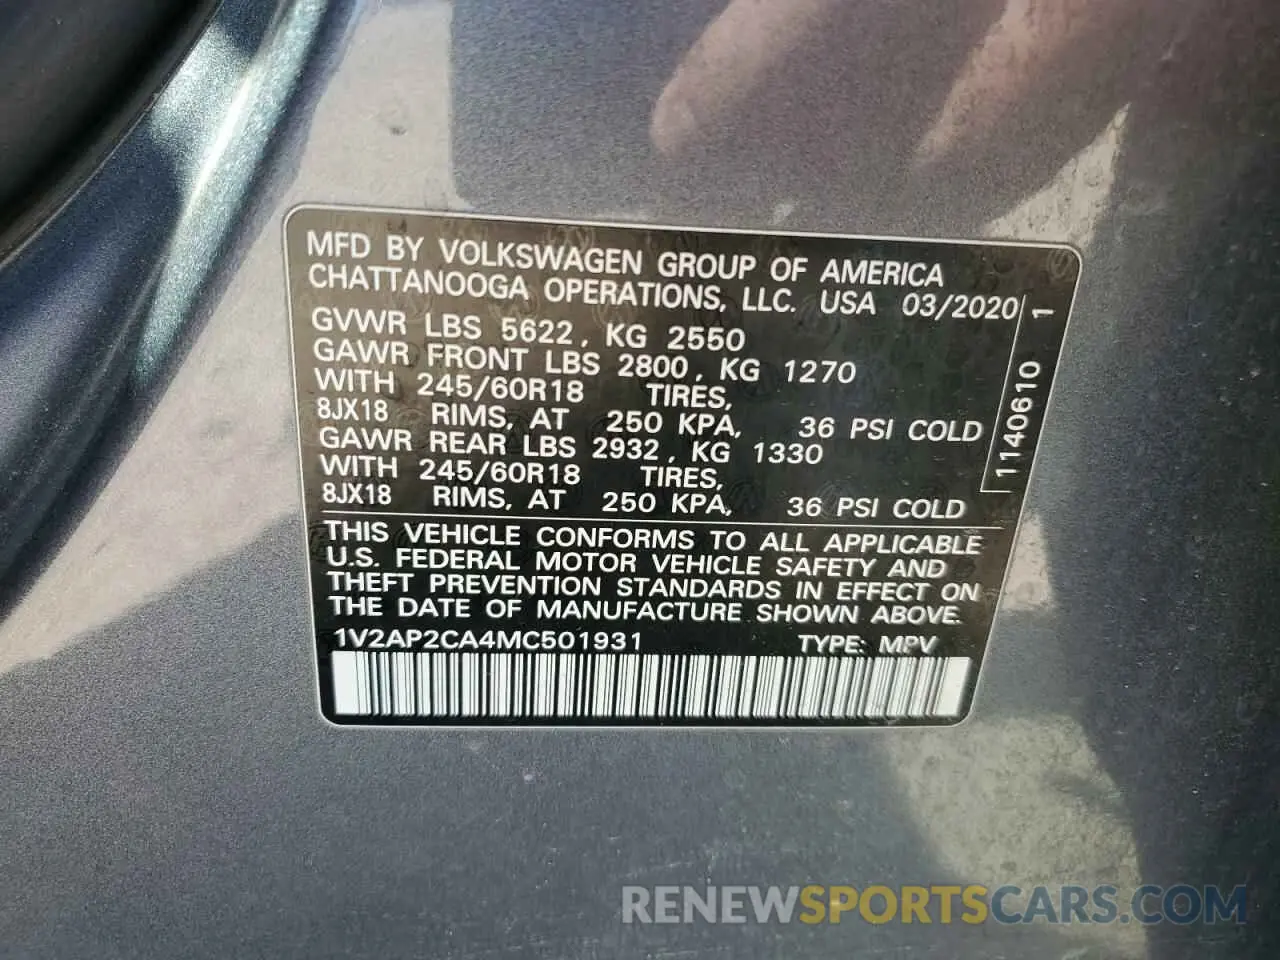 MFD BY VOLKSWAGEN GROUP OF AMERICA
CHATTANOOGA OPERATIONS, LLC. USA 03/2020
GVWR LBS 5622, KG 2550
GAWR FRONT LBS 2800, KG 1270
WITH 245/60R18 TIRES,
8JX18 RIMS, AT 250 KPA, 36 PSI COLD
GAWR REAR LBS 2932, KG 1330
WITH 245/60R18 TIRES,
8JX18 RIMS, AT 250 KPA, 36 PSI COLD
1140610 1
THIS VEHICLE CONFORMS TO ALL APPLICABLE
U.S. FEDERAL MOTOR VEHICLE SAFETY AND
THEFT PREVENTION STANDARDS IN EFFECT ON
THE DATE OF MANUFACTURE SHOWN ABOVE.
1V2AP2CA4MC501931 TYPE: MPV
RENEWSPORTSCARS.COM